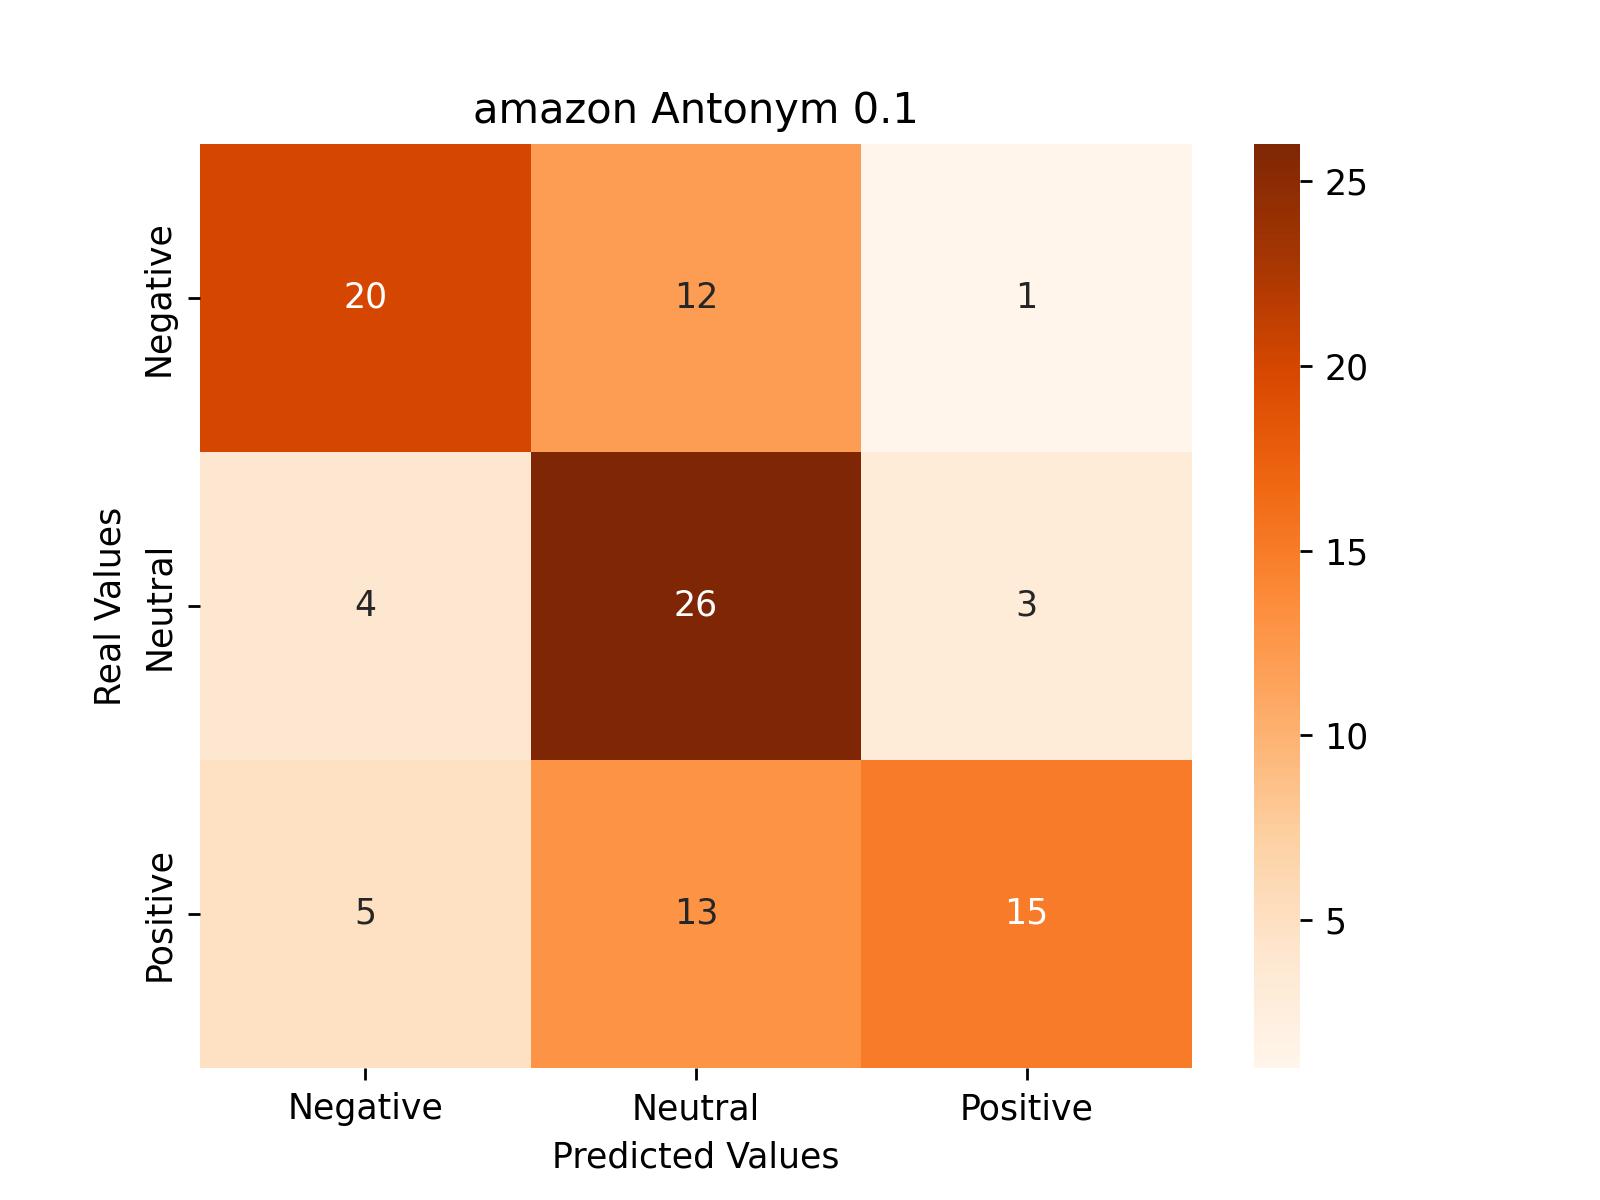 amazon Antonym 0.1
Real Values
Negative
20 12 1
Neutral
4 26 3
Positive
5 13 15
Negative Neutral Positive
Predicted Values
25
20
15
10
5